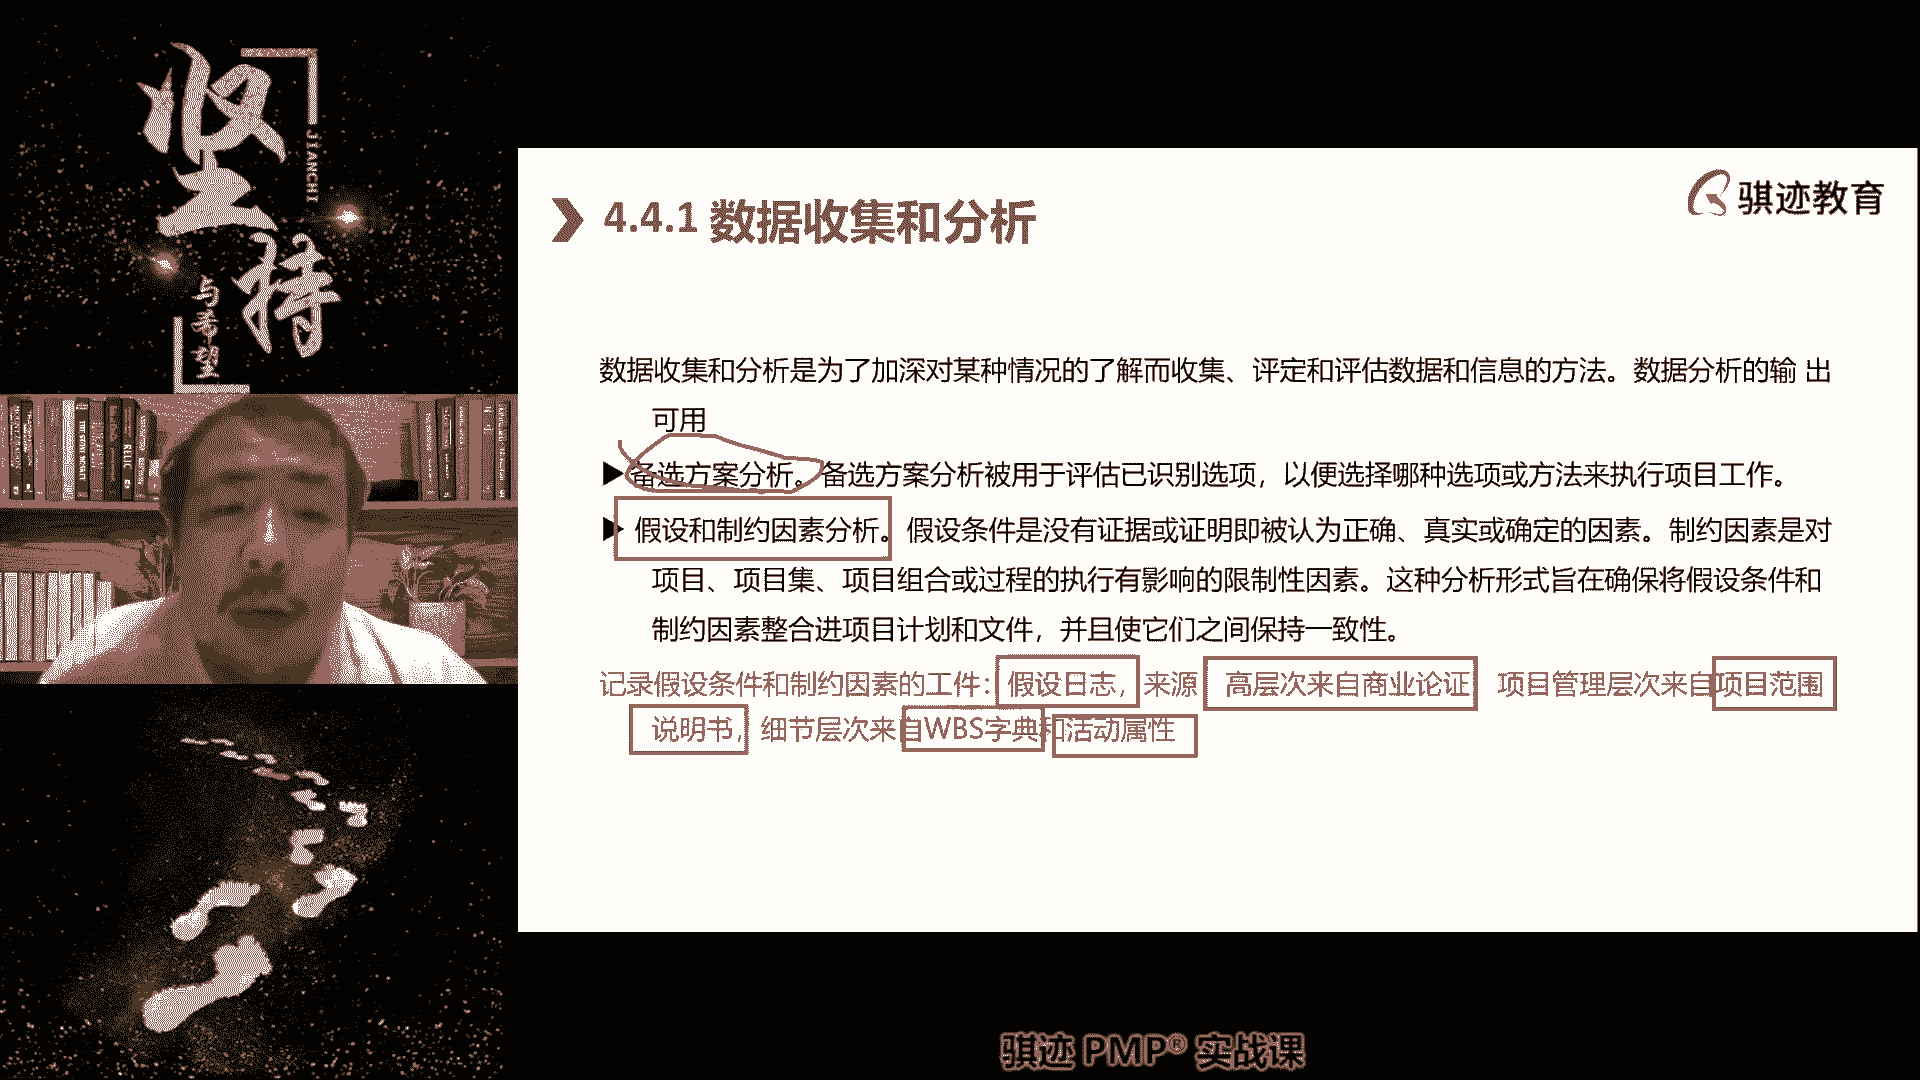 坚持
JIANCHI
与希望
RELIC
骐迹教育
4.4.1 数据收集和分析
数据收集和分析是为了加深对某种情况的了解而收集、评定和评估数据和信息的方法。数据分析的输 出
可用
备选方案分析。备选方案分析被用于评估已识别选项，以便选择哪种选项或方法来执行项目工作。
假设和制约因素分析。假设条件是没有证据或证明即被认为正确、真实或确定的因素。制约因素是对
项目、项目集、项目组合或过程的执行有影响的限制性因素。这种分析形式旨在确保将假设条件和
制约因素整合进项目计划和文件，并且使它们之间保持一致性。
记录假设条件和制约因素的工件：假设日志，来源 高层次来自商业论证 项目管理层次来自项目范围
说明书，细节层次来自WBS字典和活动属性
骐迹 PMP® 实战课